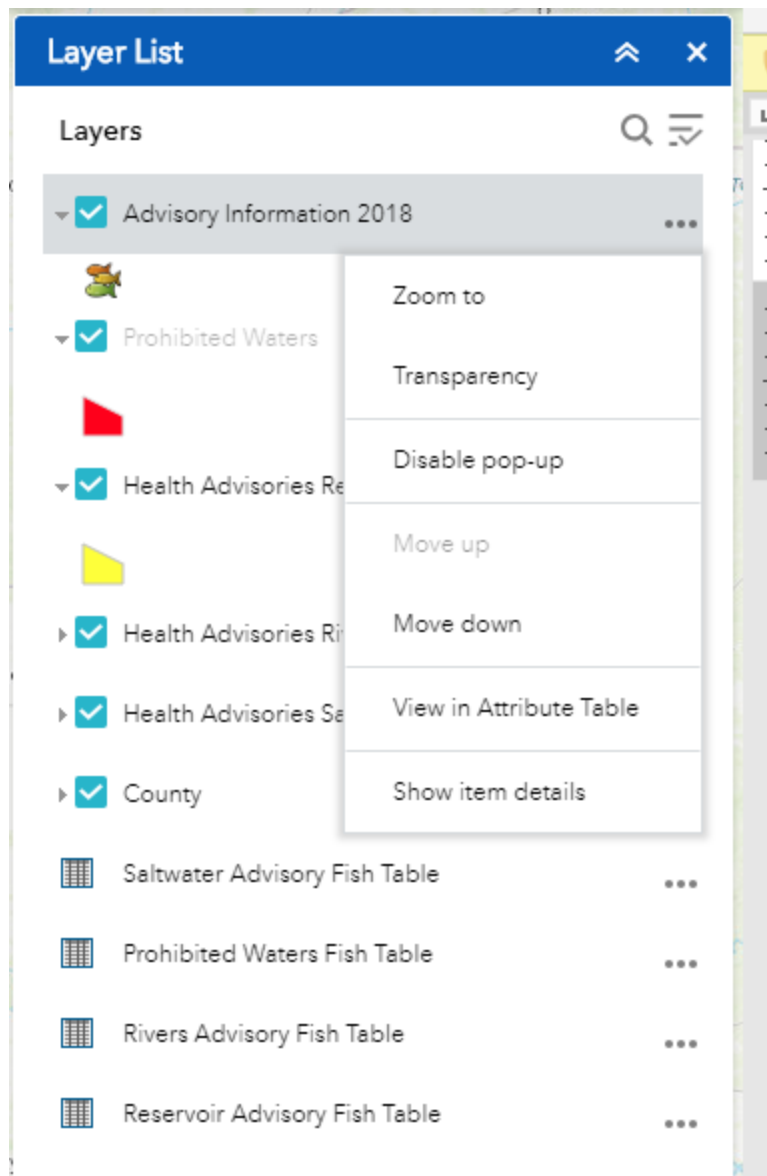 Layer List
Layers
Advisory Information 2018
Zoom to
Prohibited Waters
Transparency
Disable pop-up
Health Advisories Re
Move up
Health Advisories Ri
Move down
Health Advisories Sa
View in Attribute Table
County
Show item details
Saltwater Advisory Fish Table
Prohibited Waters Fish Table
Rivers Advisory Fish Table
Reservoir Advisory Fish Table